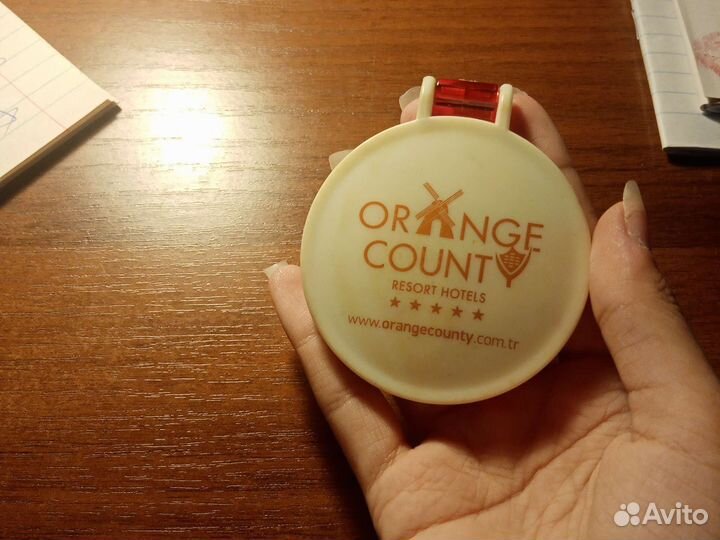 ORANGE
COUNTY
RESORT HOTELS
www.orangecounty.com.tr
Avito